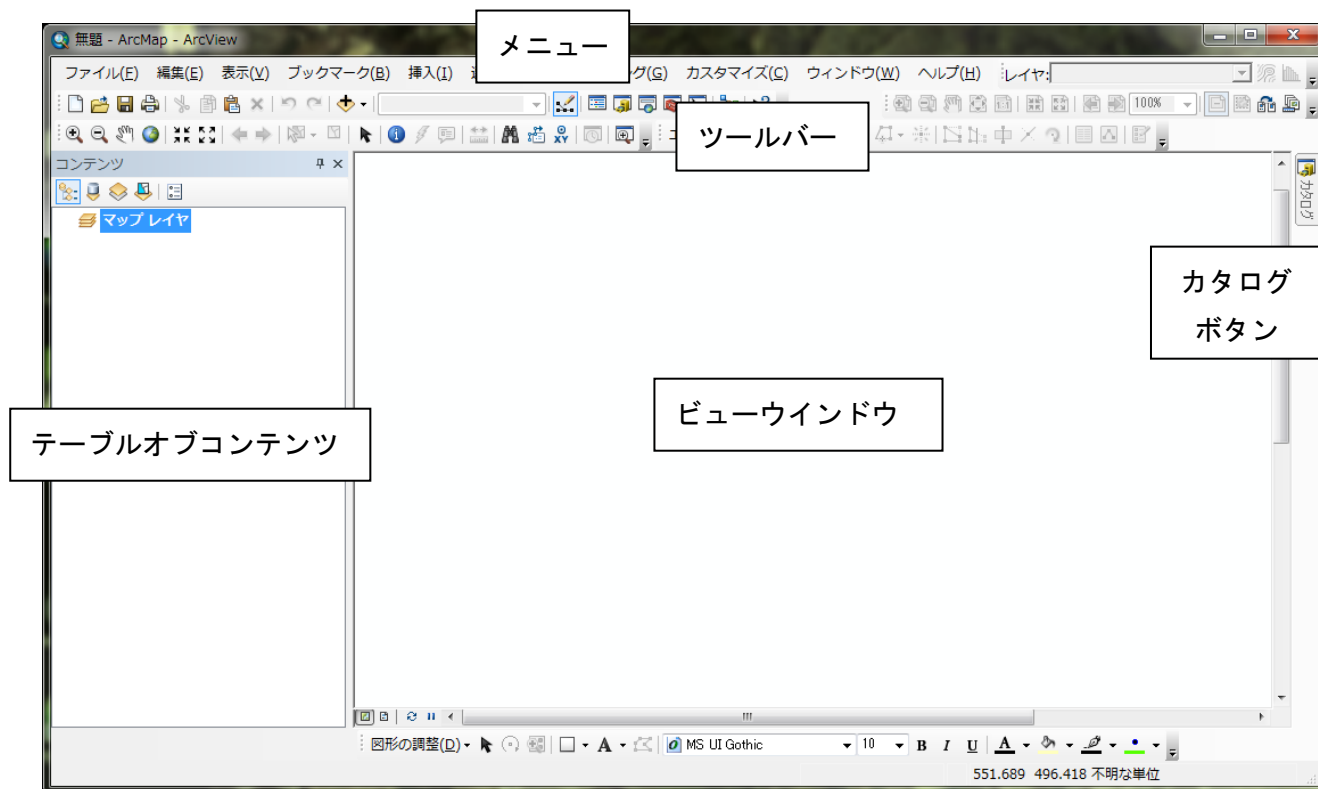 無題 - ArcMap - ArcView
メニュー
ファイル(F) 編集(E) 表示(V) ブックマーク(B) 挿入(I) グ(G) カスタマイズ(C) ウィンドウ(W) ヘルプ(H) レイヤ:
100%
ツールバー
コンテンツ
マップ レイヤ
カタログ
カタログ
ボタン
ビューウインドウ
テーブルオブコンテンツ
図形の調整(D) A MS UI Gothic 10 B I U A
551.689 496.418 不明な単位